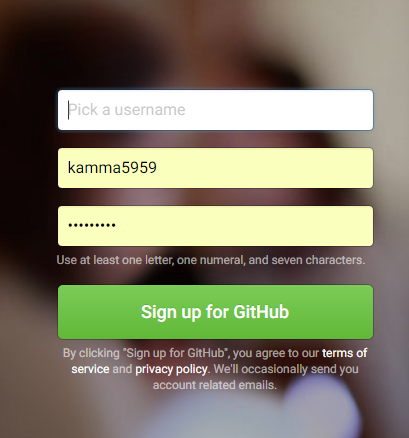 Pick a username
kamma5959
•••••••••
Use at least one letter, one numeral, and seven characters.
Sign up for GitHub
By clicking "Sign up for GitHub", you agree to our terms of
service and privacy policy. We'll occasionally send you
account related emails.